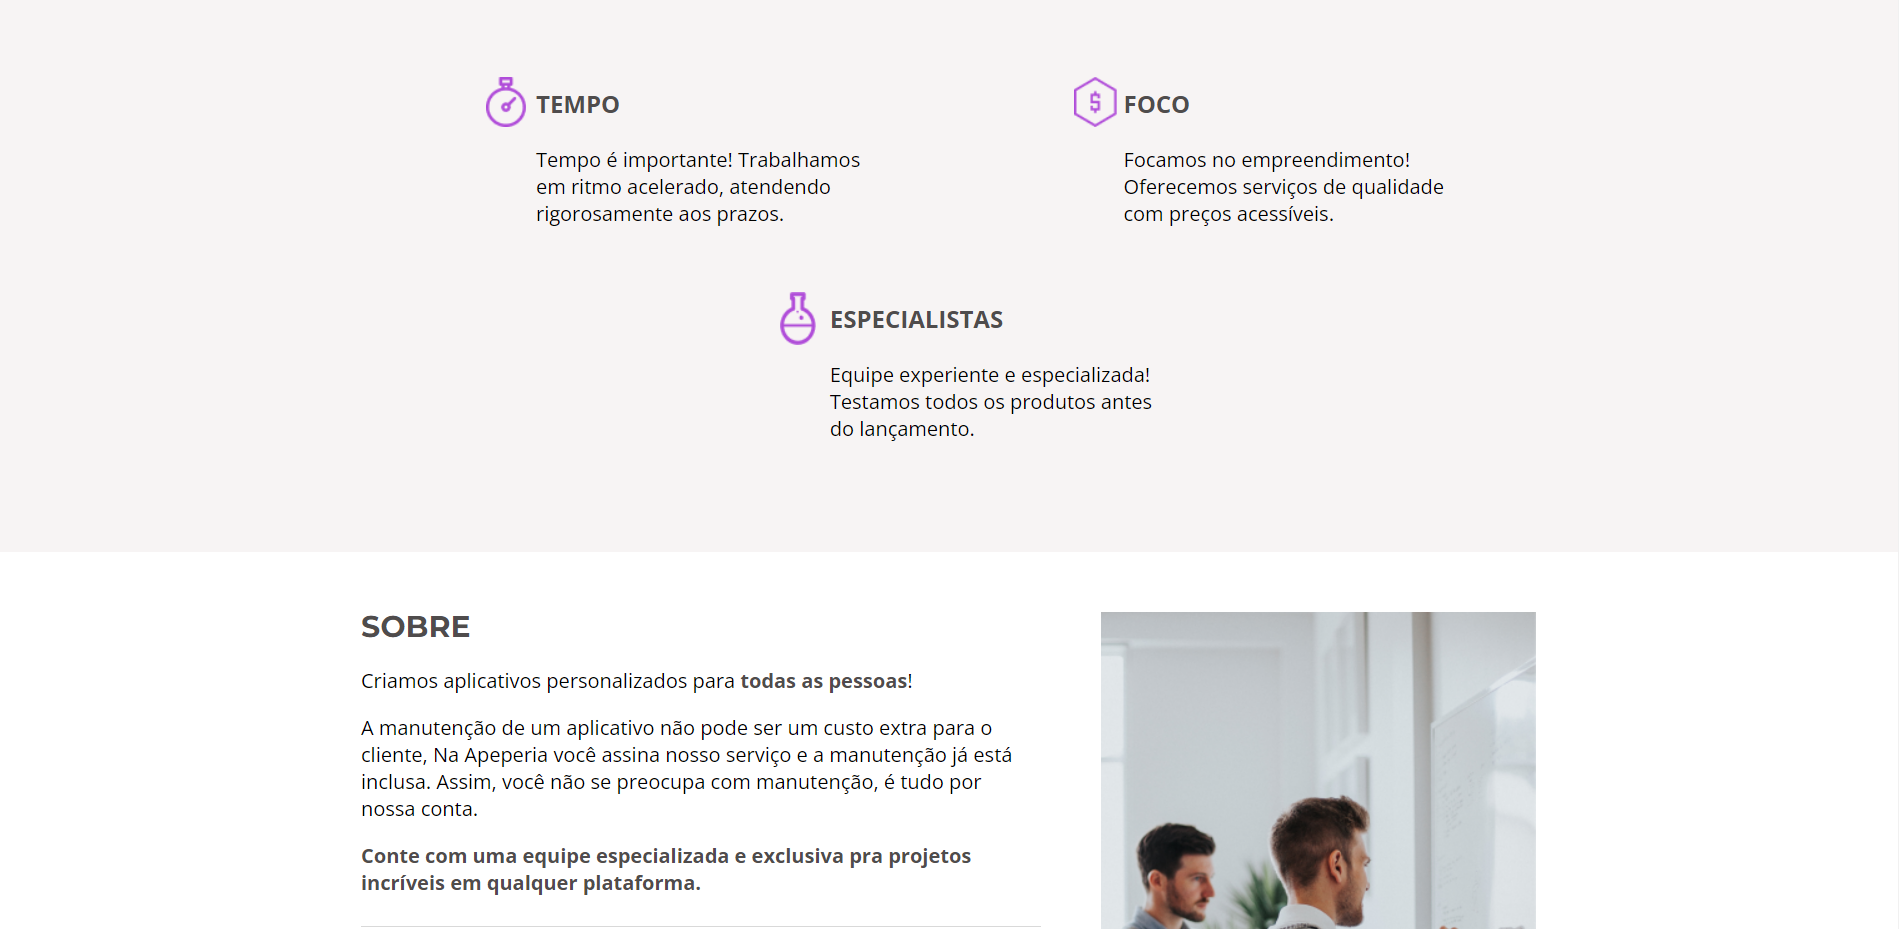 TEMPO
Tempo é importante! Trabalhamos
em ritmo acelerado, atendendo
rigorosamente aos prazos.
$ FOCO
Focamos no empreendimento!
Oferecemos serviços de qualidade
com preços acessíveis.
ESPECIALISTAS
Equipe experiente e especializada!
Testamos todos os produtos antes
do lançamento.
SOBRE
Criamos aplicativos personalizados para todas as pessoas!
A manutenção de um aplicativo não pode ser um custo extra para o
cliente, Na Apeperia você assina nosso serviço e a manutenção já está
inclusa. Assim, você não se preocupa com manutenção, é tudo por
nossa conta.
Conte com uma equipe especializada e exclusiva pra projetos
incríveis em qualquer plataforma.